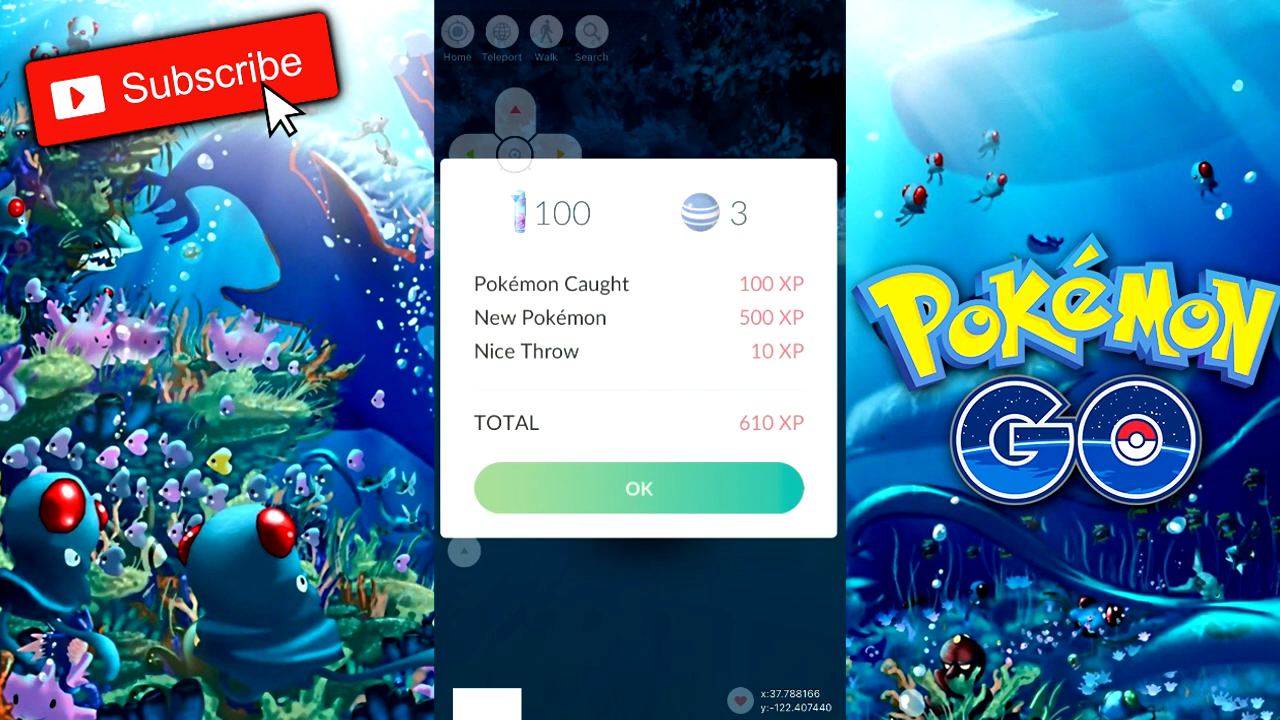 Subscribe
Home Teleport Walk Search
100 3
Pokémon Caught 100 XP
New Pokémon 500 XP
Nice Throw 10 XP
TOTAL 610 XP
OK
POKéMON
GO
x:37.788166
y:-122.407440